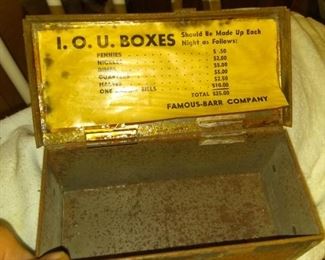 I. O. U. BOXES
Should Be Made Up Each
Night as Follows:
PENNIES . . . . . . $ .50
NICKELS . . . . . . $2.00
DIMES . . . . . . $5.00
QUARTERS . . . . . . $5.00
HALVES . . . . . . $2.50
ONE DOLLAR BILLS $10.00
TOTAL $25.00
FAMOUS-BARR COMPANY